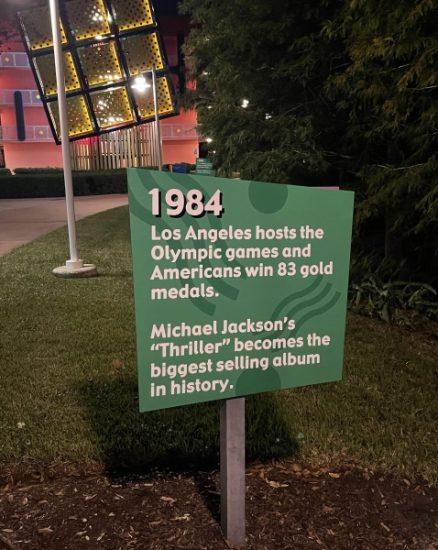 1984
Los Angeles hosts the
Olympic games and
Americans win 83 gold
medals.
Michael Jackson's
“Thriller” becomes the
biggest selling album
in history.